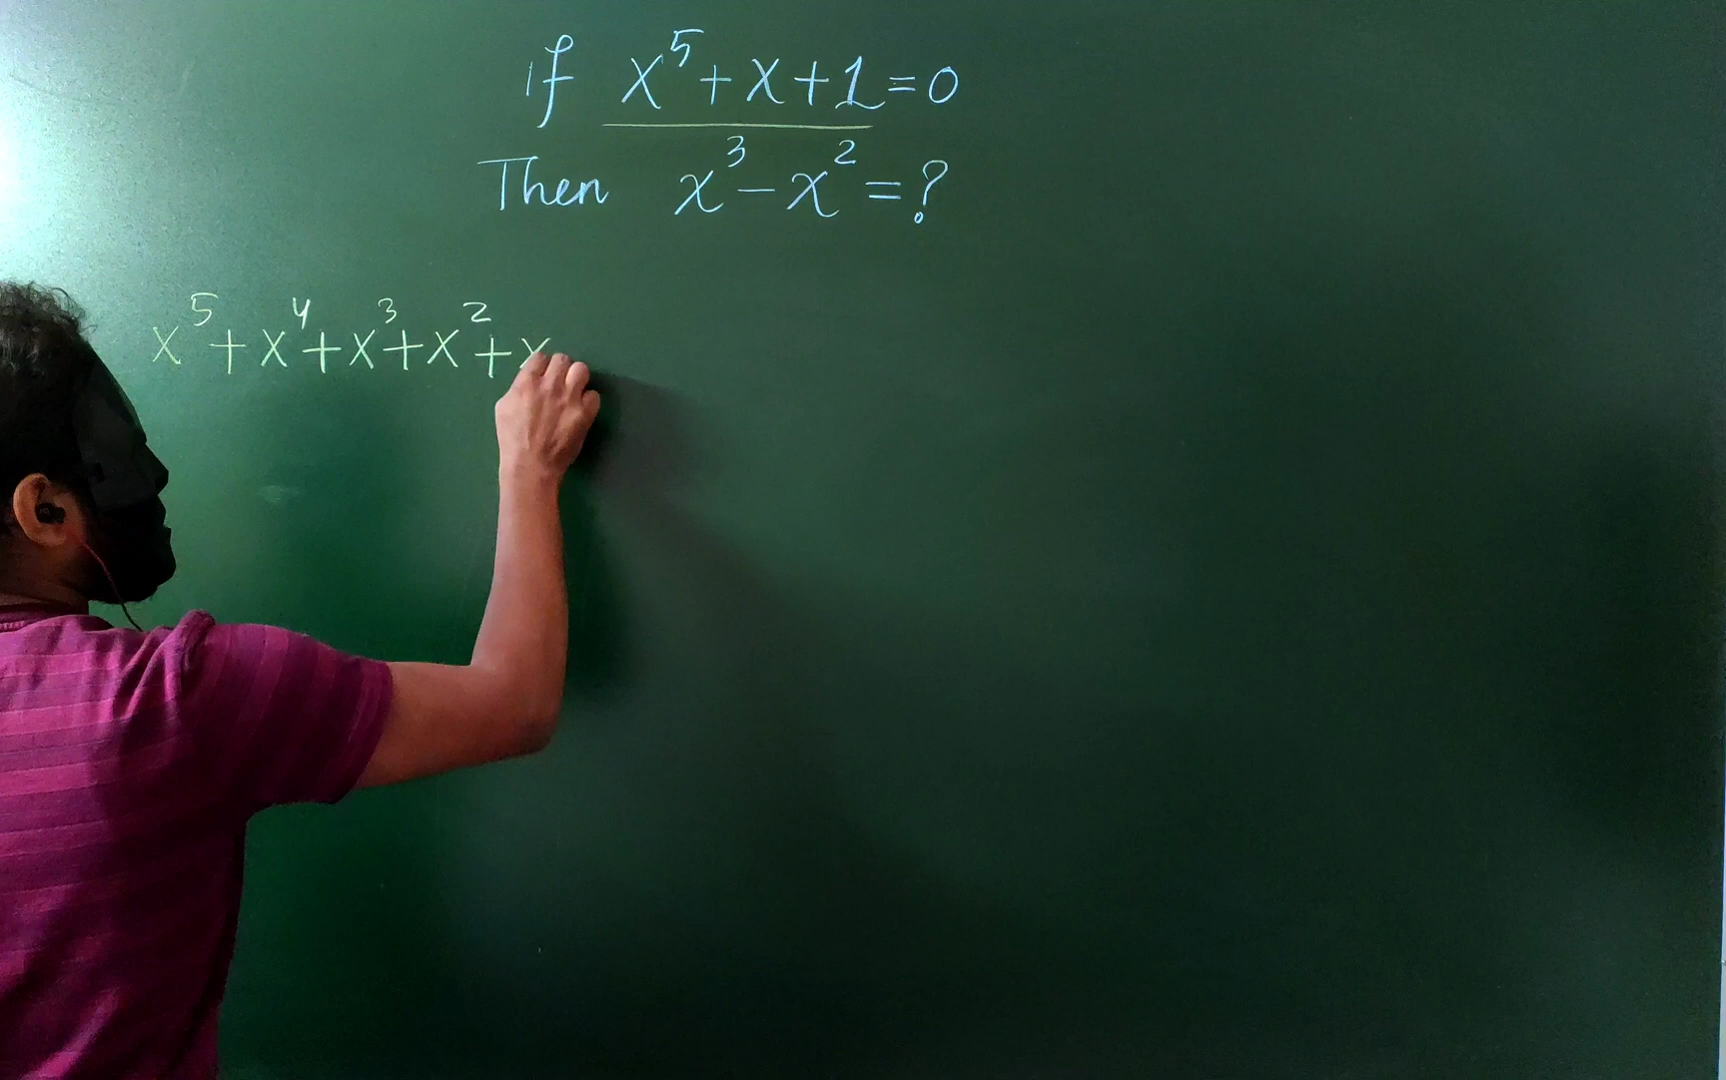 If x⁵+x+1=0
Then x³-x²=?
x⁵+x⁴+x³+x²+x